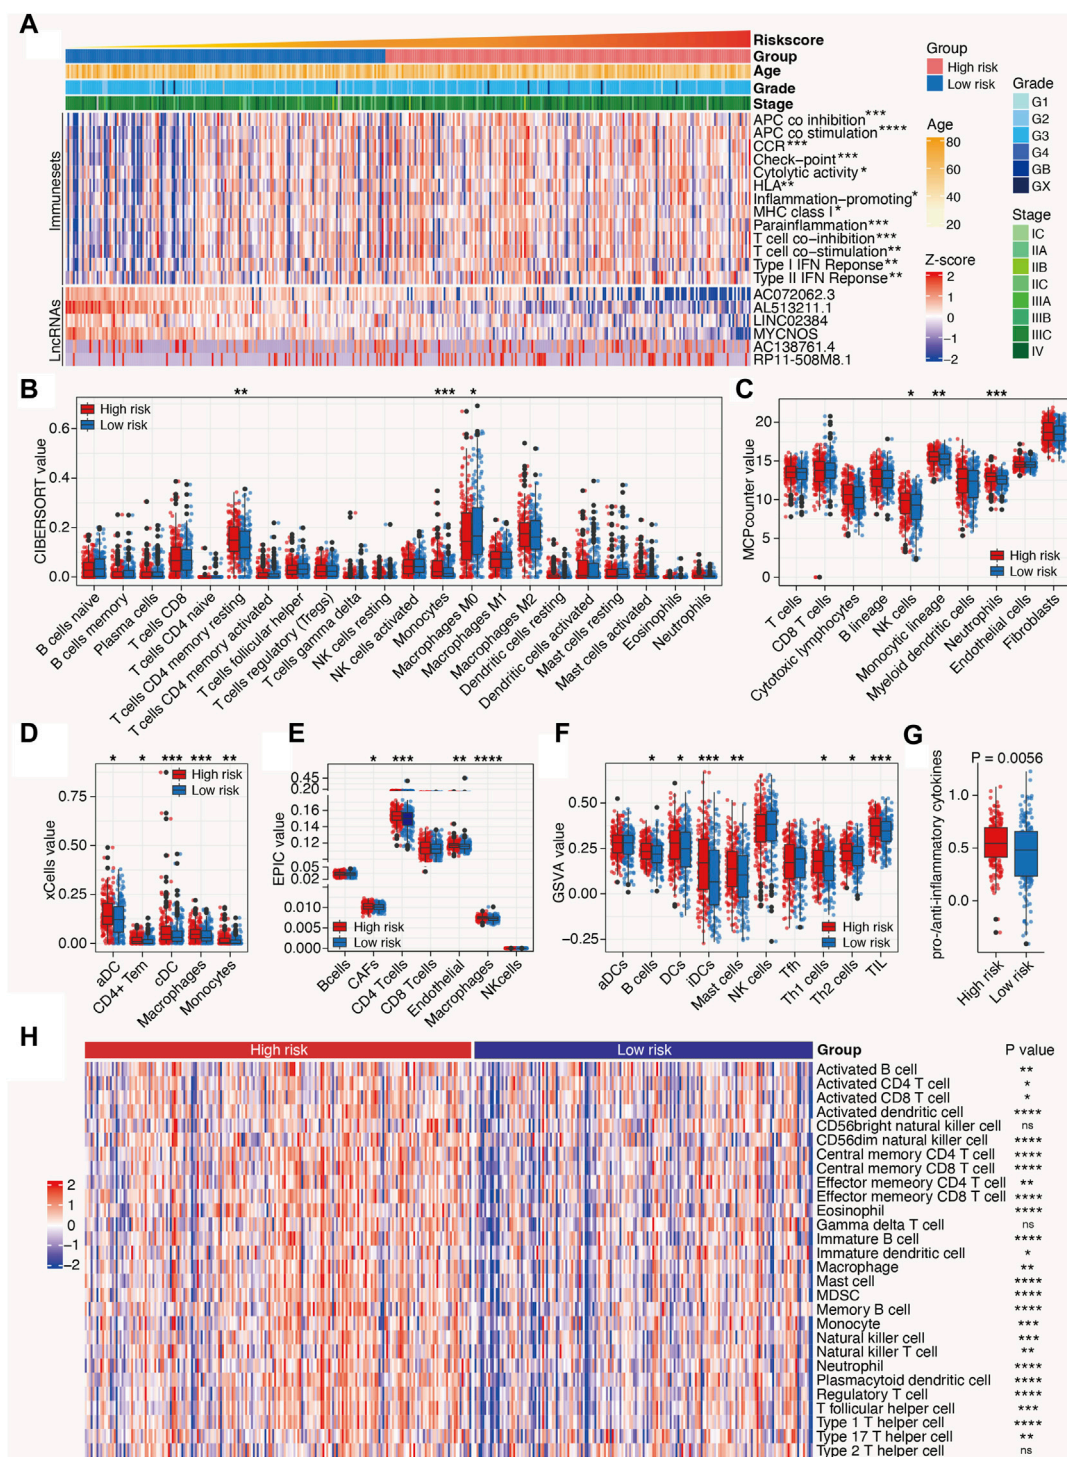 A
Riskscore
Group
Age
Grade
Stage
Immunesets
APC co inhibition***
APC co stimulation****
CCR***
Check-point***
Cytolytic activity*
HLA**
Inflammation-promoting*
MHC class I*
Parainflammation***
T cell co-inhibition***
T cell co-stimulation**
Type I IFN Reponse**
Type II IFN Reponse**
LncRNAs
AC072062.3
AL513211.1
LINC02384
MYCNOS
AC138761.4
RP11-508M8.1
Group
High risk
Low risk
Age
80
60
40
20
Z-score
2
1
0
-1
-2
Grade
G1
G2
G3
G4
GB
GX
Stage
IC
IIA
IIB
IIC
IIIA
IIIB
IIIC
IV
B
** *** *
High risk
Low risk
CIBERSORT value
0.6
0.4
0.2
0.0
B cells naive
B cells memory
Plasma cells
T cells CD8
T cells CD4 naive
T cells CD4 memory resting
T cells CD4 memory activated
T cells follicular helper
T cells regulatory (Tregs)
T cells gamma delta
NK cells resting
NK cells activated
Monocytes
Macrophages M0
Macrophages M1
Macrophages M2
Dendritic cells resting
Dendritic cells activated
Mast cells resting
Mast cells activated
Eosinophils
Neutrophils
C
* ** ***
MCPcounter value
20
15
10
5
0
High risk
Low risk
T cells
CD8 T cells
Cytotoxic lymphocytes
B lineage
NK cells
Monocytic lineage
Myeloid dendritic cells
Neutrophils
Endothelial cells
Fibroblasts
D
* * *** *** **
High risk
Low risk
xCells value
0.75
0.50
0.25
0.00
aDC
CD4+ Tem
cDC
Macrophages
Monocytes
E
* *** ** ****
EPIC value
0.45
0.20
0.16
0.14
0.12
0.05
0.02
0.010
0.005
0.000
High risk
Low risk
Bcells
CAFs
CD4 Tcells
CD8 Tcells
Endothelial
Macrophages
NKcells
F
* * *** ** * * ***
GSVA value
0.50
0.25
0.00
-0.25
High risk
Low risk
aDCs
B cells
DCs
iDCs
Mast cells
NK cells
Tfh
Th1 cells
Th2 cells
TIL
G
P = 0.0056
pro-/anti-inflammatory cytokines
1.0
0.5
0.0
High risk
Low risk
H
High risk
Low risk
Group P value
2
1
0
-1
-2
Activated B cell **
Activated CD4 T cell *
Activated CD8 T cell *
Activated dendritic cell ****
CD56bright natural killer cell ns
CD56dim natural killer cell ****
Central memory CD4 T cell ****
Central memory CD8 T cell ****
Effector memeory CD4 T cell **
Effector memeory CD8 T cell ****
Eosinophil ****
Gamma delta T cell ns
Immature B cell ****
Immature dendritic cell *
Macrophage **
Mast cell ****
MDSC ****
Memory B cell ****
Monocyte ***
Natural killer cell ***
Natural killer T cell **
Neutrophil ****
Plasmacytoid dendritic cell ****
Regulatory T cell ****
T follicular helper cell ***
Type 1 T helper cell ****
Type 17 T helper cell **
Type 2 T helper cell ns